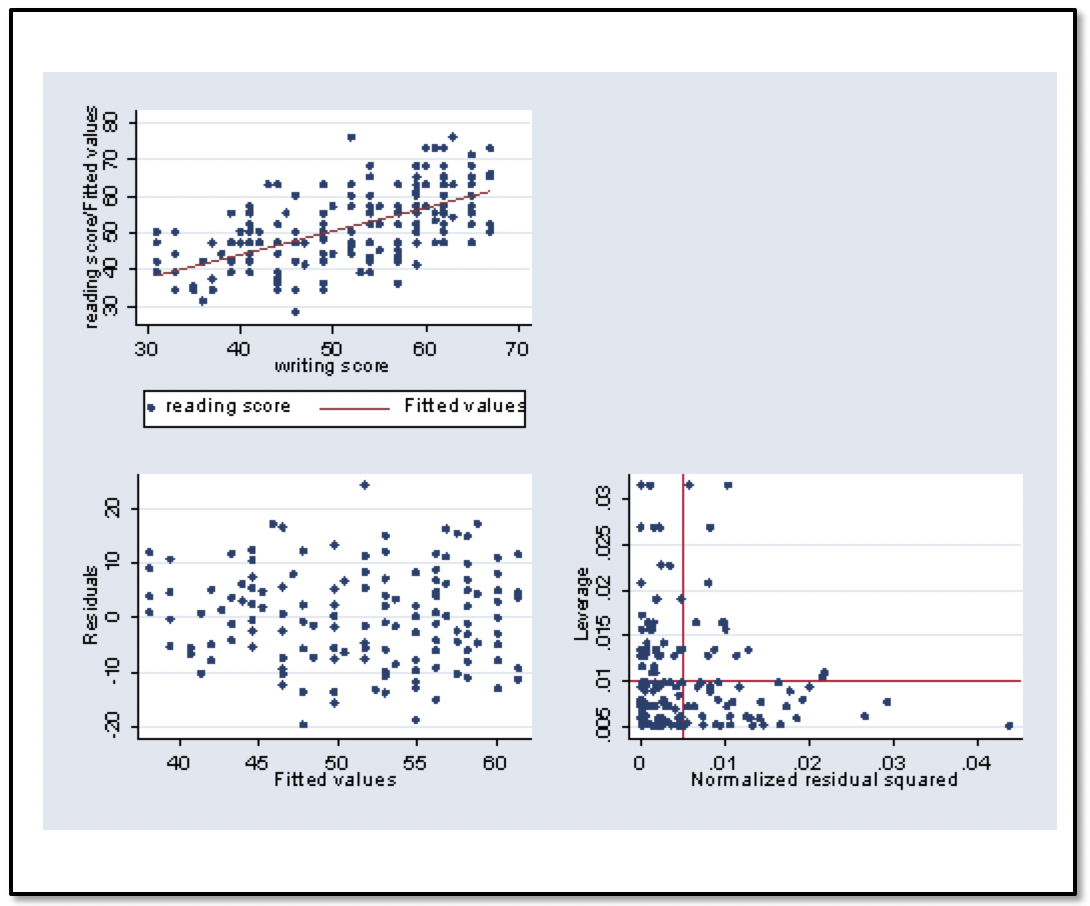 reading score/Fitted values
80
70
60
50
40
30
30 40 50 60 70
writing score
reading score Fitted values
Residuals
20
10
0
-10
-20
40 45 50 55 60
Fitted values
Leverage
.03
.025
.02
.015
.01
.005
0 .01 .02 .03 .04
Normalized residual squared